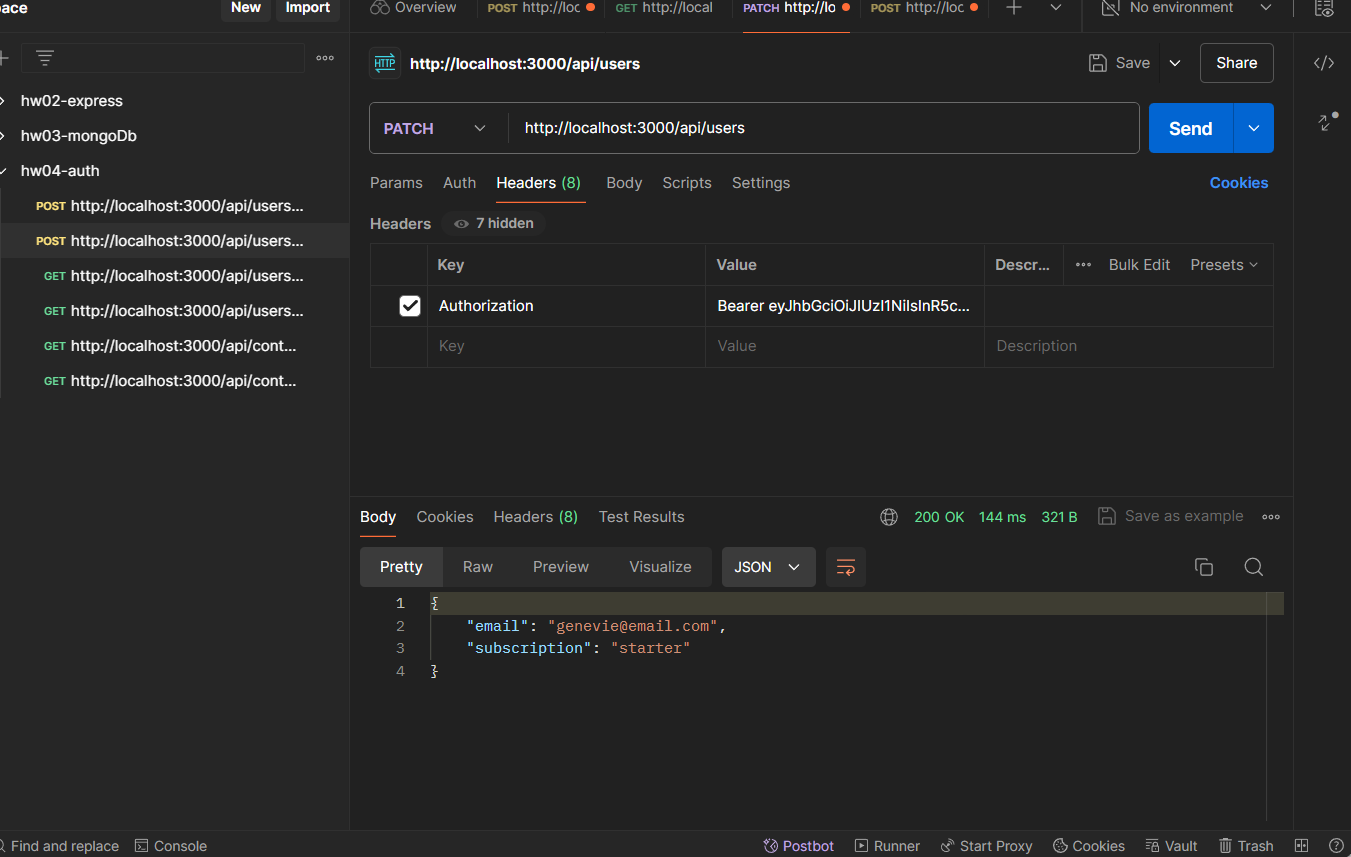 ace New Import Overview POST http://loc GET http://local PATCH http://lo POST http://loc No environment
HTTP http://localhost:3000/api/users Save Share
hw02-express
hw03-mongoDb
hw04-auth
POST http://localhost:3000/api/users...
POST http://localhost:3000/api/users...
GET http://localhost:3000/api/users...
GET http://localhost:3000/api/users...
GET http://localhost:3000/api/cont...
GET http://localhost:3000/api/cont...
PATCH http://localhost:3000/api/users Send
Params Auth Headers (8) Body Scripts Settings Cookies
Headers 7 hidden
Key Value Descr... Bulk Edit Presets
Authorization Bearer eyJhbGciOiJIUzI1NiIsInR5c...
Key Value Description
Body Cookies Headers (8) Test Results 200 OK 144 ms 321 B Save as example
Pretty Raw Preview Visualize JSON
1 {
2 "email": "genevie@email.com",
3 "subscription": "starter"
4 }
Find and replace Console Postbot Runner Start Proxy Cookies Vault Trash